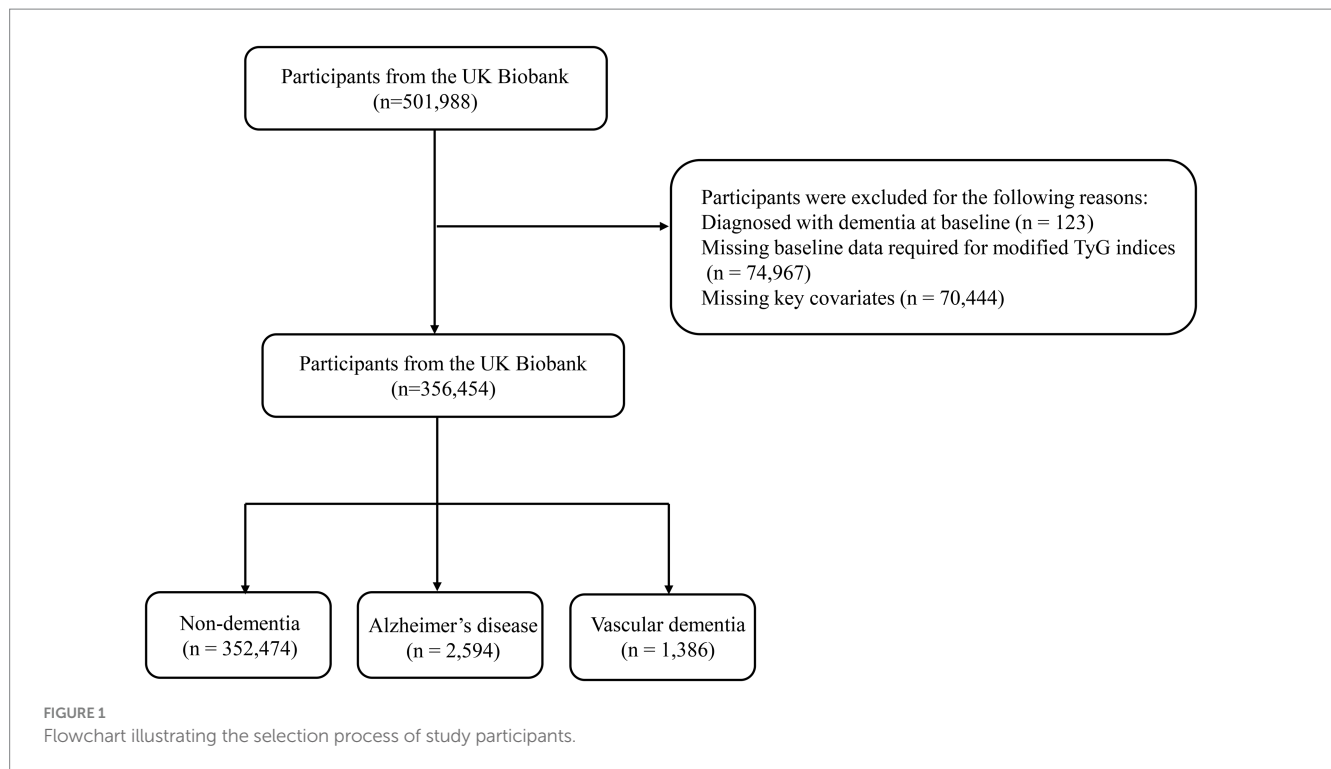 Participants from the UK Biobank
(n=501,988)
Participants were excluded for the following reasons:
Diagnosed with dementia at baseline (n = 123)
Missing baseline data required for modified TyG indices
(n = 74,967)
Missing key covariates (n = 70,444)
Participants from the UK Biobank
(n=356,454)
Non-dementia
(n = 352,474)
Alzheimer’s disease
(n = 2,594)
Vascular dementia
(n = 1,386)
FIGURE 1
Flowchart illustrating the selection process of study participants.